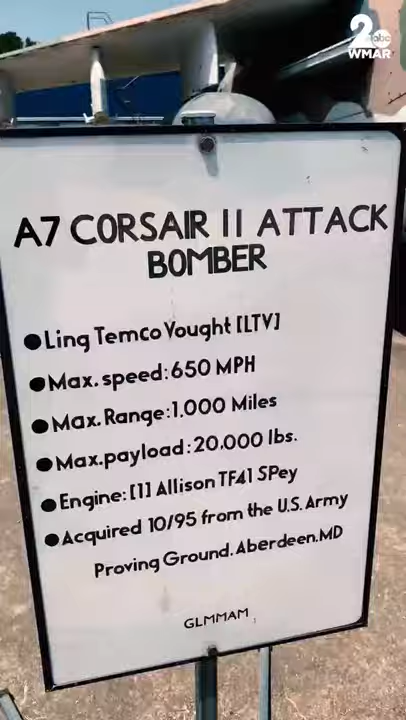 2 abc
WMAR
A7 CORSAIR II ATTACK
BOMBER
●Ling Temco Vought [LTV]
●Max. speed:650 MPH
●Max. Range:1.000 Miles
●Max.payload:20.000 lbs.
●Engine:[1] Allison TF41 SPey
●Acquired 10/95 from the U.S. Army
Proving Ground. Aberdeen.MD
GLMMAM